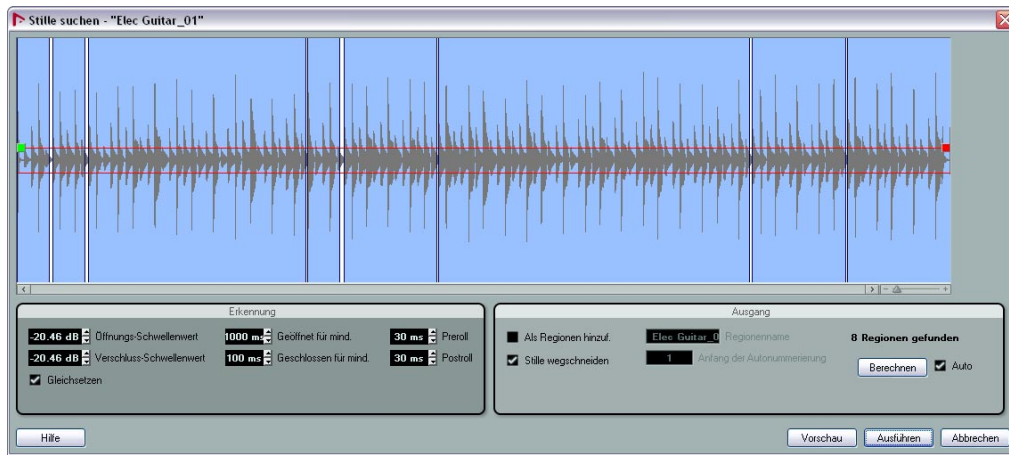 Stille suchen - "Elec Guitar_01"
Erkennung
-20.46 dB Öffnungs-Schwellenwert 1000 ms Geöffnet für mind. 30 ms Preroll
-20.46 dB Verschluss-Schwellenwert 100 ms Geschlossen für mind. 30 ms Postroll
Gleichsetzen
Ausgang
Als Regionen hinzuf. Elec Guitar_0 Regionenname 8 Regionen gefunden
Stille wegschneiden 1 Anfang der Autonummerierung Berechnen Auto
Hilfe Vorschau Ausführen Abbrechen